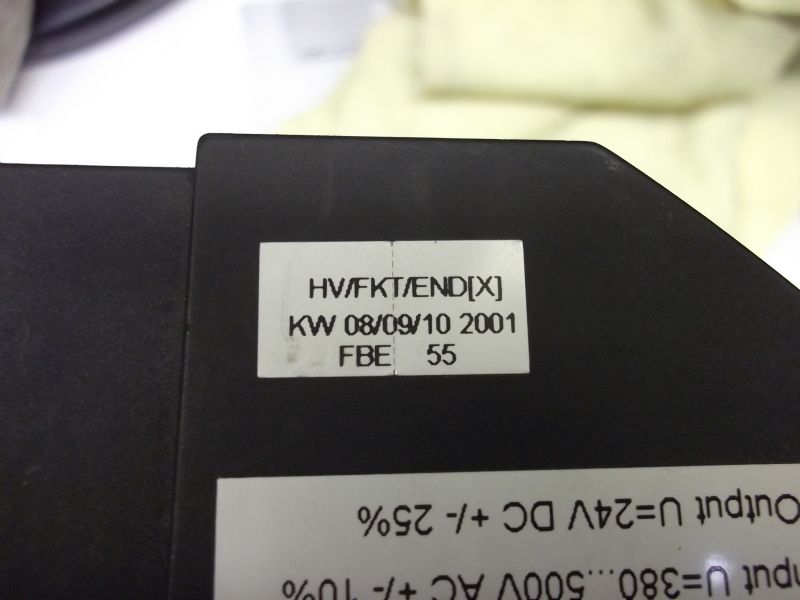 HV/FKT/END[X]
KW 08/09/10 2001
FBE 55
Output U=24V DC +/- 25%
U=380...500V AC +/- 10%